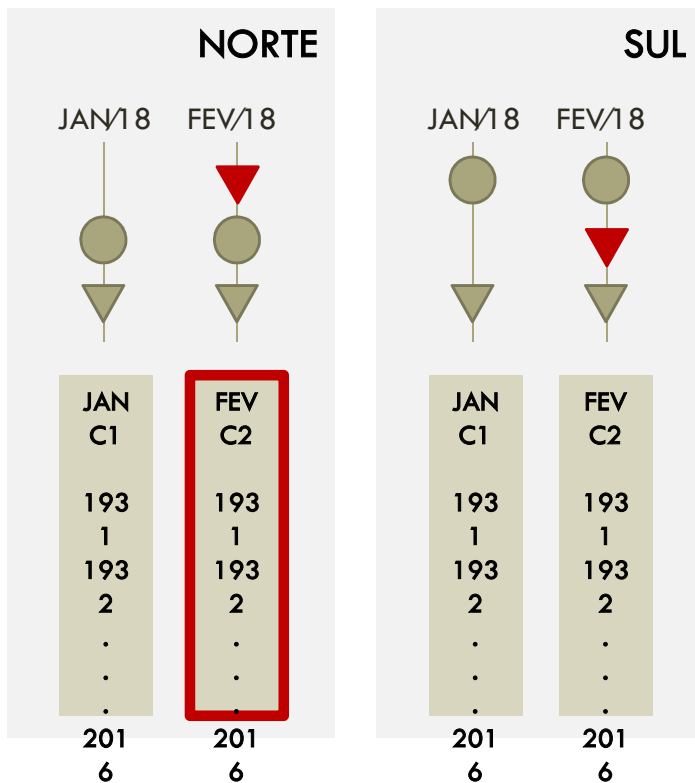 NORTE
JAN/18
FEV/18
JAN
C1
193
1
193
2
.
.
.
201
6
FEV
C2
193
1
193
2
.
.
.
201
6
SUL
JAN/18
FEV/18
JAN
C1
193
1
193
2
.
.
.
201
6
FEV
C2
193
1
193
2
.
.
.
201
6